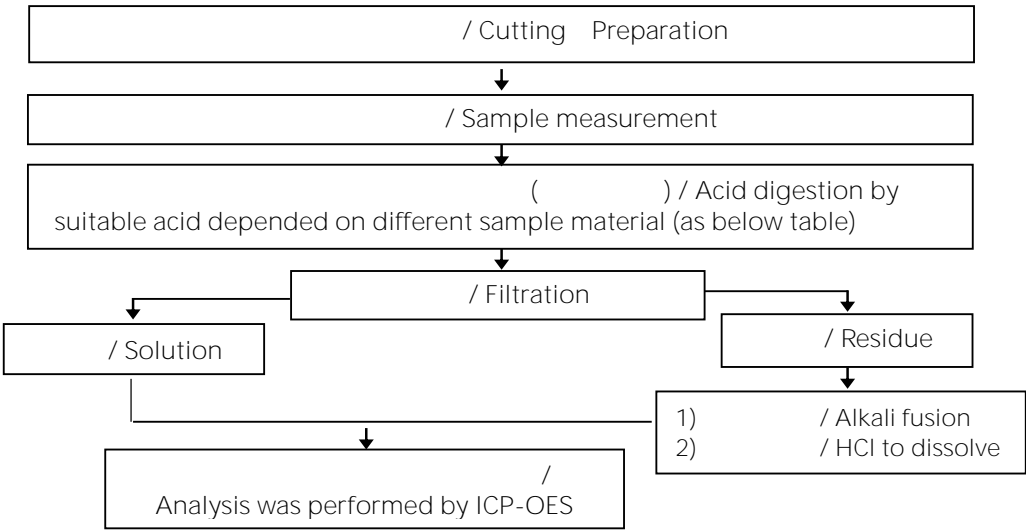 / Cutting Preparation
/ Sample measurement
( ) / Acid digestion by
suitable acid depended on different sample material (as below table)
/ Filtration
/ Solution
/ Residue
1) / Alkali fusion
2) / HCl to dissolve
/
Analysis was performed by ICP-OES